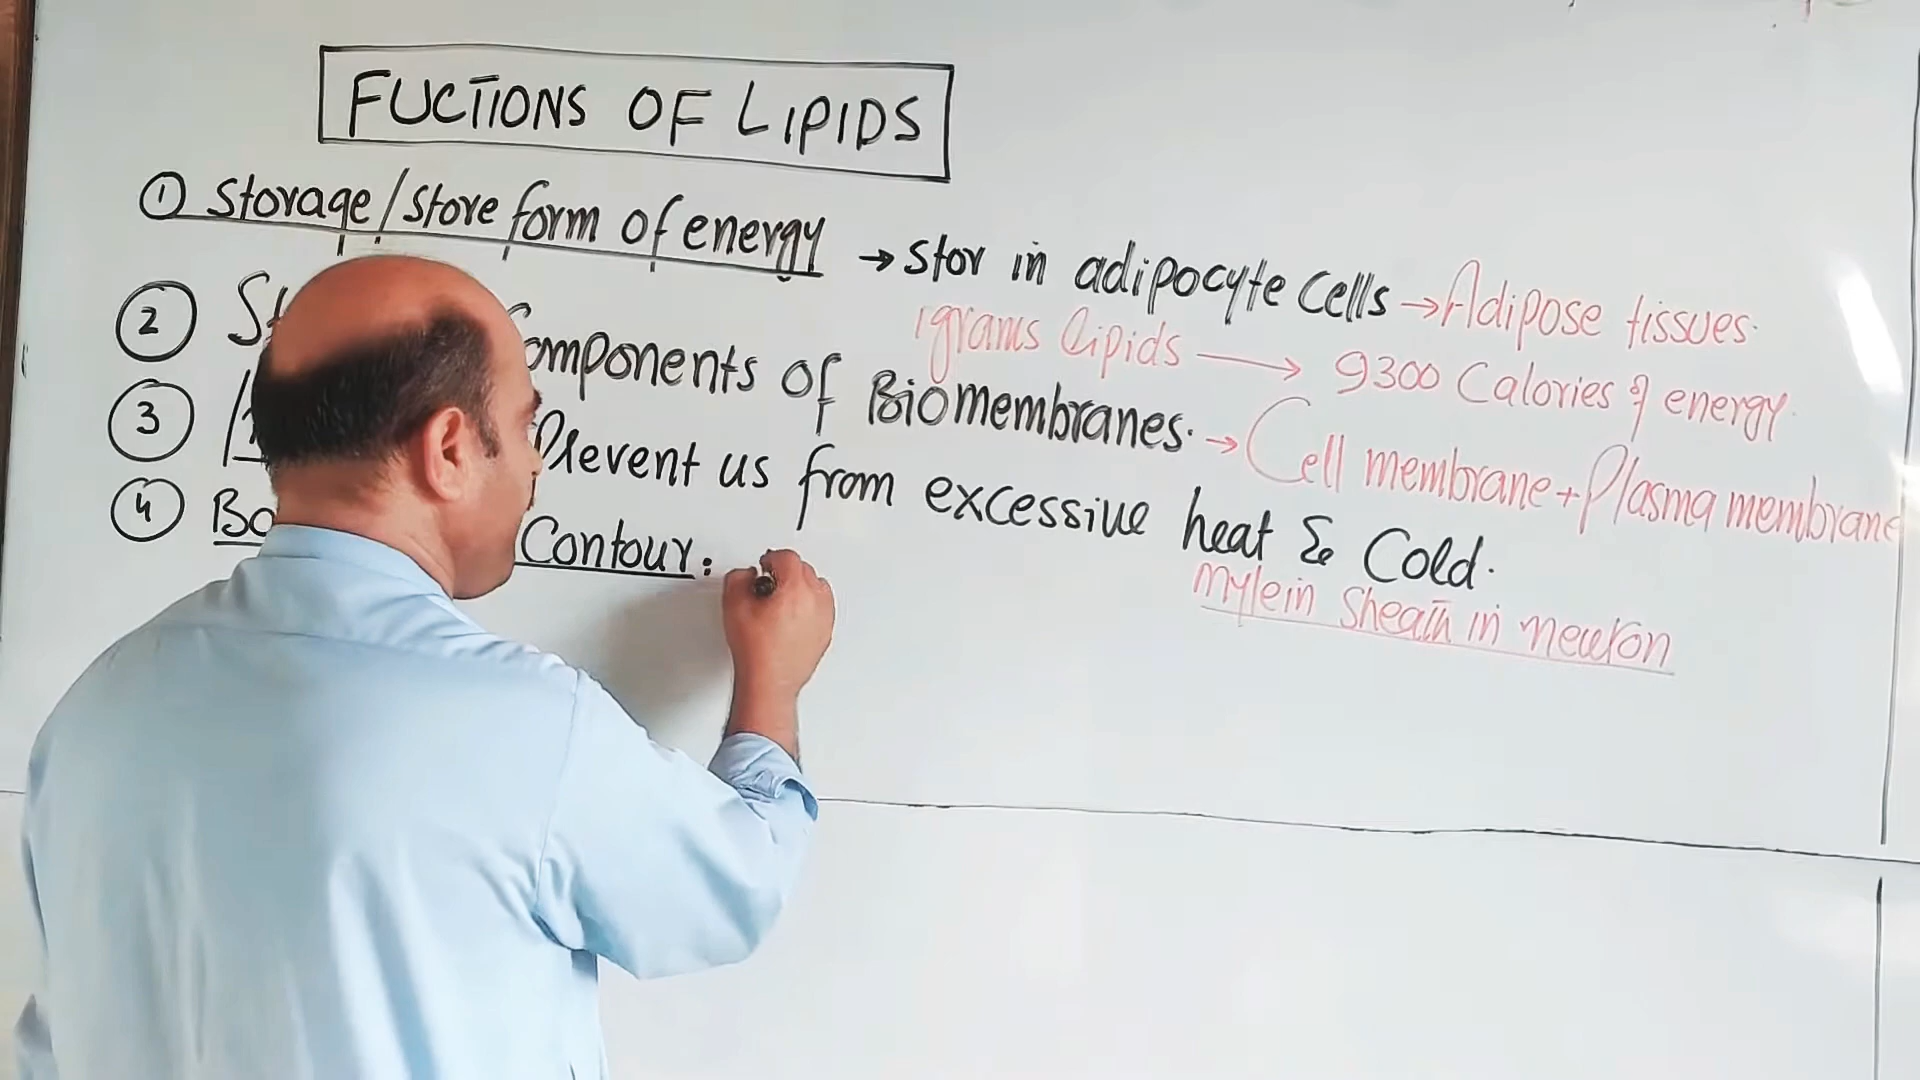 FUCTIONS OF LIPIDS
① Storage/store form of energy → stor in adipocyte cells → Adipose tissues.
1grams lipids → 9300 Calories of energy.
② omponents of Biomembranes. → Cell membrane + Plasma membrane
③ Prevent us from excessive heat & Cold.
mylein Sheath in neuron
④ Bo Contour: